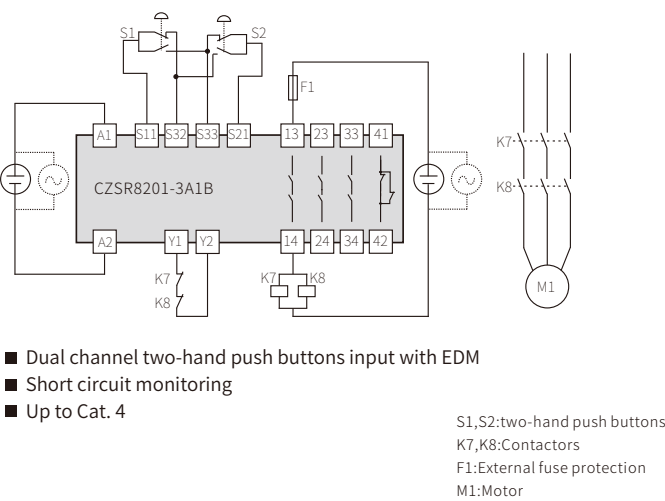 S1 S2
F1
A1 S11 S32 S33 S21 13 23 33 41
K7
CZSR8201-3A1B
K8
A2 Y1 Y2 14 24 34 42
K7 K7 K8
K8
M1
Dual channel two-hand push buttons input with EDM
Short circuit monitoring
Up to Cat. 4
S1,S2:two-hand push buttons
K7,K8:Contactors
F1:External fuse protection
M1:Motor